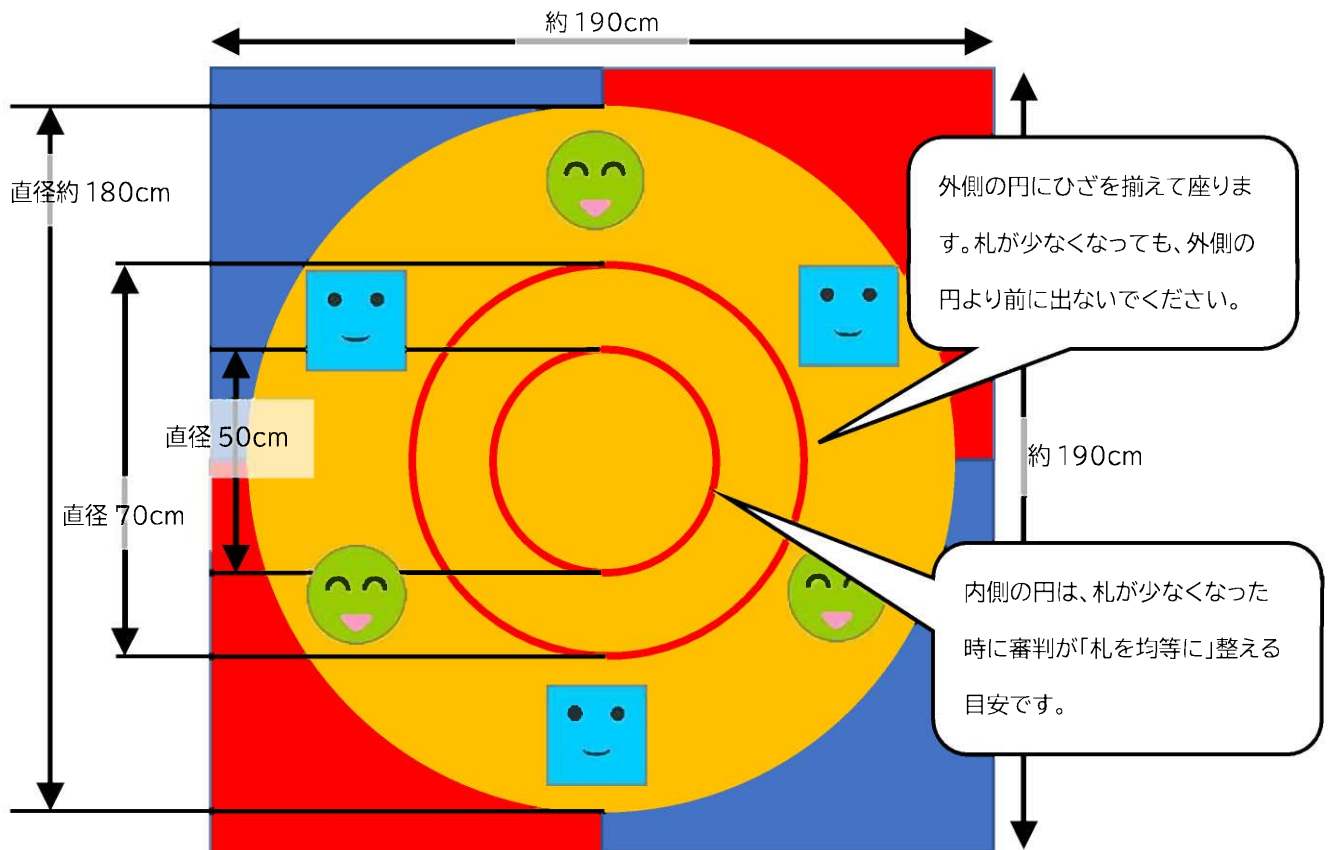 約190cm
直径約180cm
外側の円にひざを揃えて座りま
す。札が少なくなっても、外側の
円より前に出ないでください。
直径50cm
約190cm
直径70cm
内側の円は、札が少なくなった
時に審判が「札を均等に」整える
目安です。